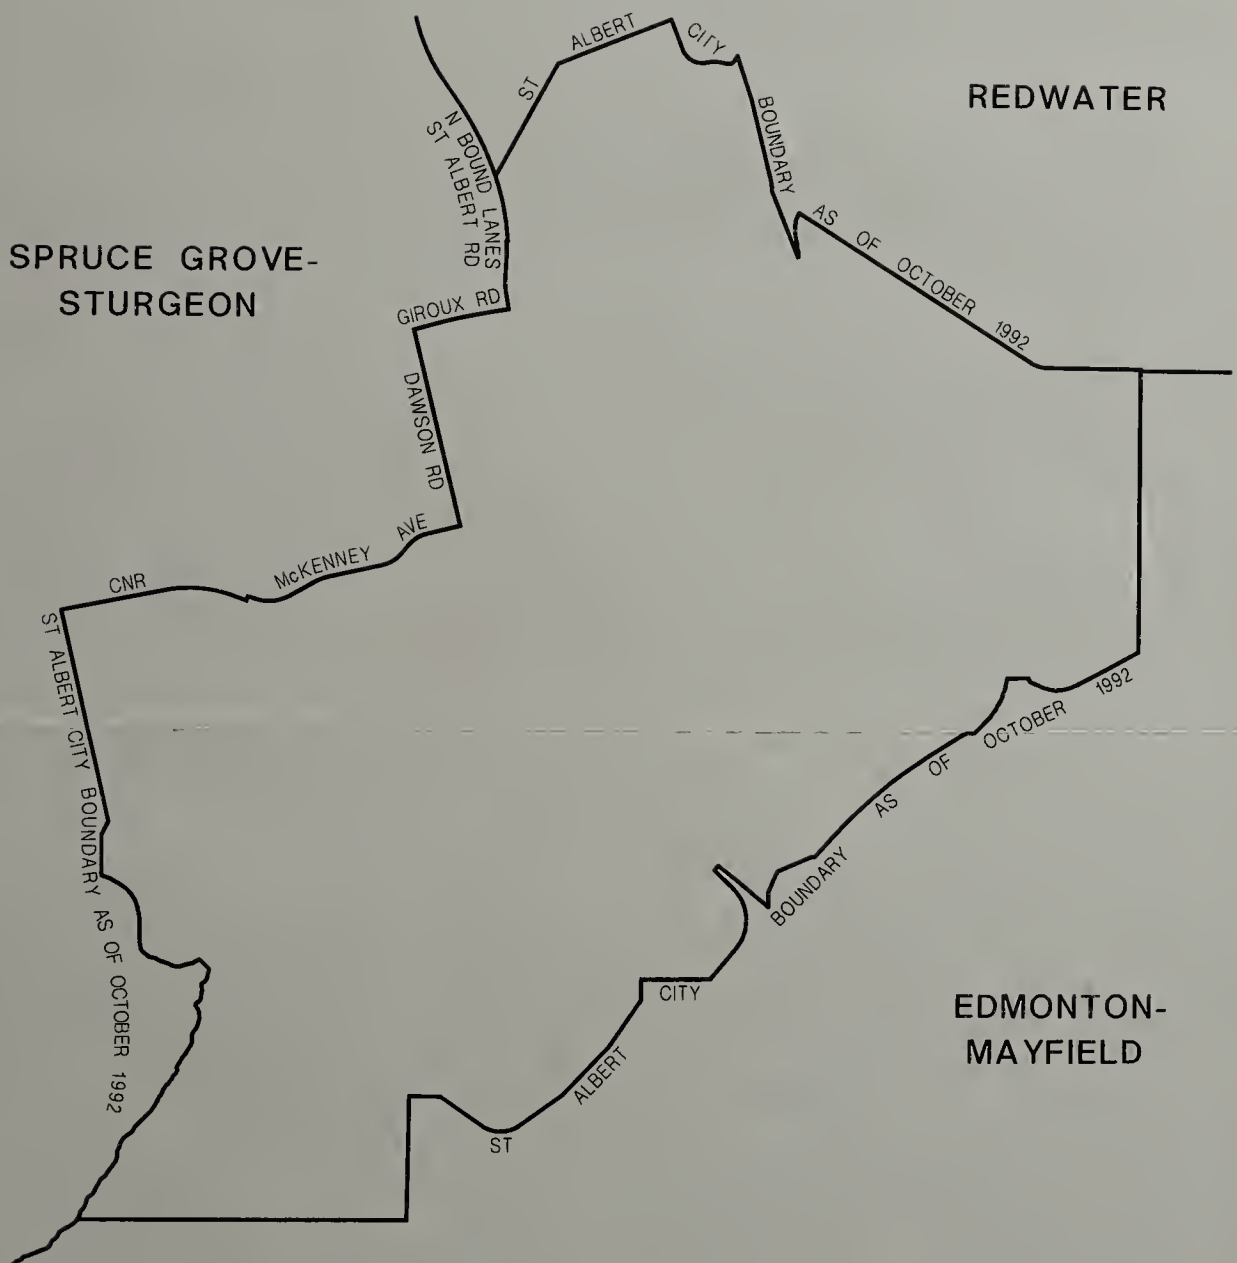 ST ALBERT CITY BOUNDARY AS OF OCTOBER 1992
REDWATER
N BOUND LANES
ST ALBERT RD
SPRUCE GROVE-
STURGEON
GIROUX RD
DAWSON RD
McKENNEY AVE
CNR
ST ALBERT CITY BOUNDARY AS OF OCTOBER 1992
ST ALBERT CITY BOUNDARY AS OF OCTOBER 1992
EDMONTON-
MAYFIELD